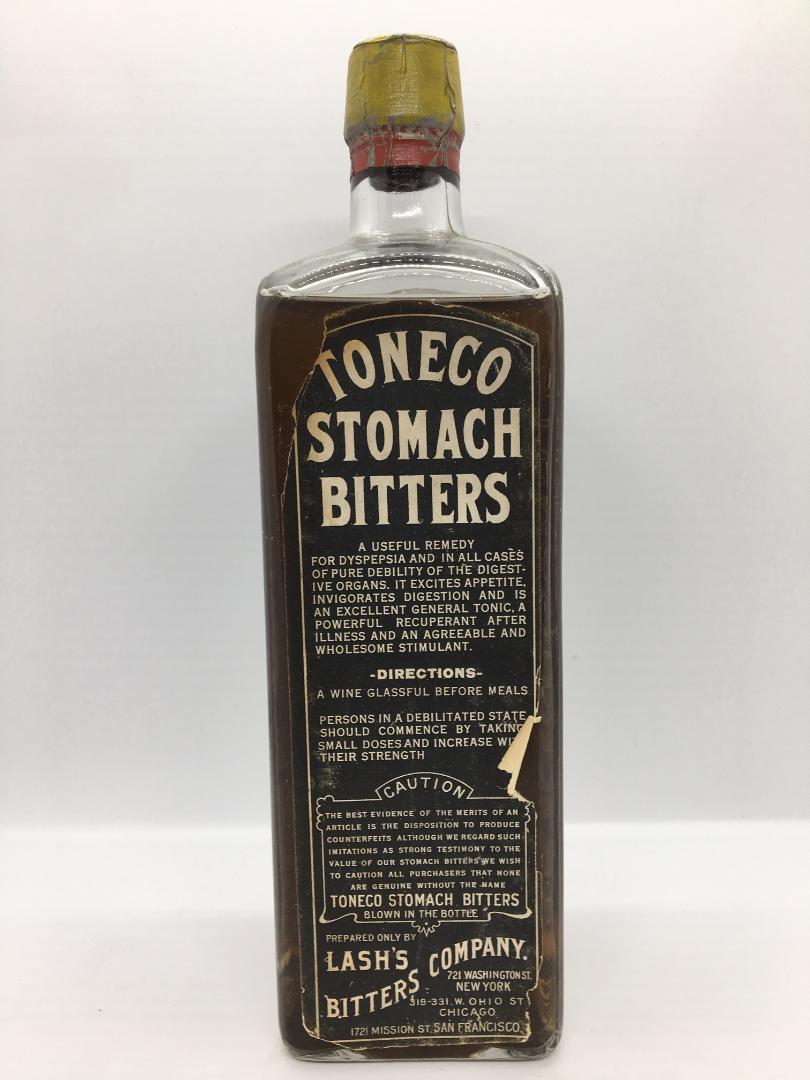 TONECO
STOMACH
BITTERS
A USEFUL REMEDY
FOR DYSPEPSIA AND IN ALL CASES
OF PURE DEBILITY OF THE DIGEST-
IVE ORGANS. IT EXCITES APPETITE,
INVIGORATES DIGESTION AND IS
AN EXCELLENT GENERAL TONIC, A
POWERFUL RECUPERANT AFTER
ILLNESS AND AN AGREEABLE AND
WHOLESOME STIMULANT.
-DIRECTIONS-
A WINE GLASSFUL BEFORE MEALS
PERSONS IN A DEBILITATED STATE
SHOULD COMMENCE BY TAKING
SMALL DOSES AND INCREASE
THEIR STRENGTH
CAUTION
THE BEST EVIDENCE OF THE MERITS OF AN
ARTICLE IS THE DISPOSITION TO PRODUCE
COUNTERFEITS ALTHOUGH WE REGARD SUCH
IMITATIONS AS STRONG TESTIMONY TO THE
VALUE OF OUR STOMACH BITTERS WE WISH
TO CAUTION ALL PURCHASERS THAT NONE
ARE GENUINE WITHOUT THE NAME
TONECO STOMACH BITTERS
BLOWN IN THE BOTTLE
PREPARED ONLY BY
LASH'S
BITTERS COMPANY.
721 WASHINGTON ST.
NEW YORK
319-331. W. OHIO ST
CHICAGO
1721 MISSION ST. SAN FRANCISCO.